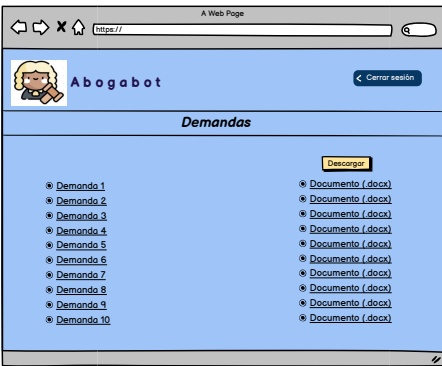 A Web Page
https://
Abogabot
Cerrar sesión
Demandas
Descargar
Demanda 1
Documento (.docx)
Demanda 2
Documento (.docx)
Demanda 3
Documento (.docx)
Demanda 4
Documento (.docx)
Demanda 5
Documento (.docx)
Demanda 6
Documento (.docx)
Demanda 7
Documento (.docx)
Demanda 8
Documento (.docx)
Demanda 9
Documento (.docx)
Demanda 10
Documento (.docx)